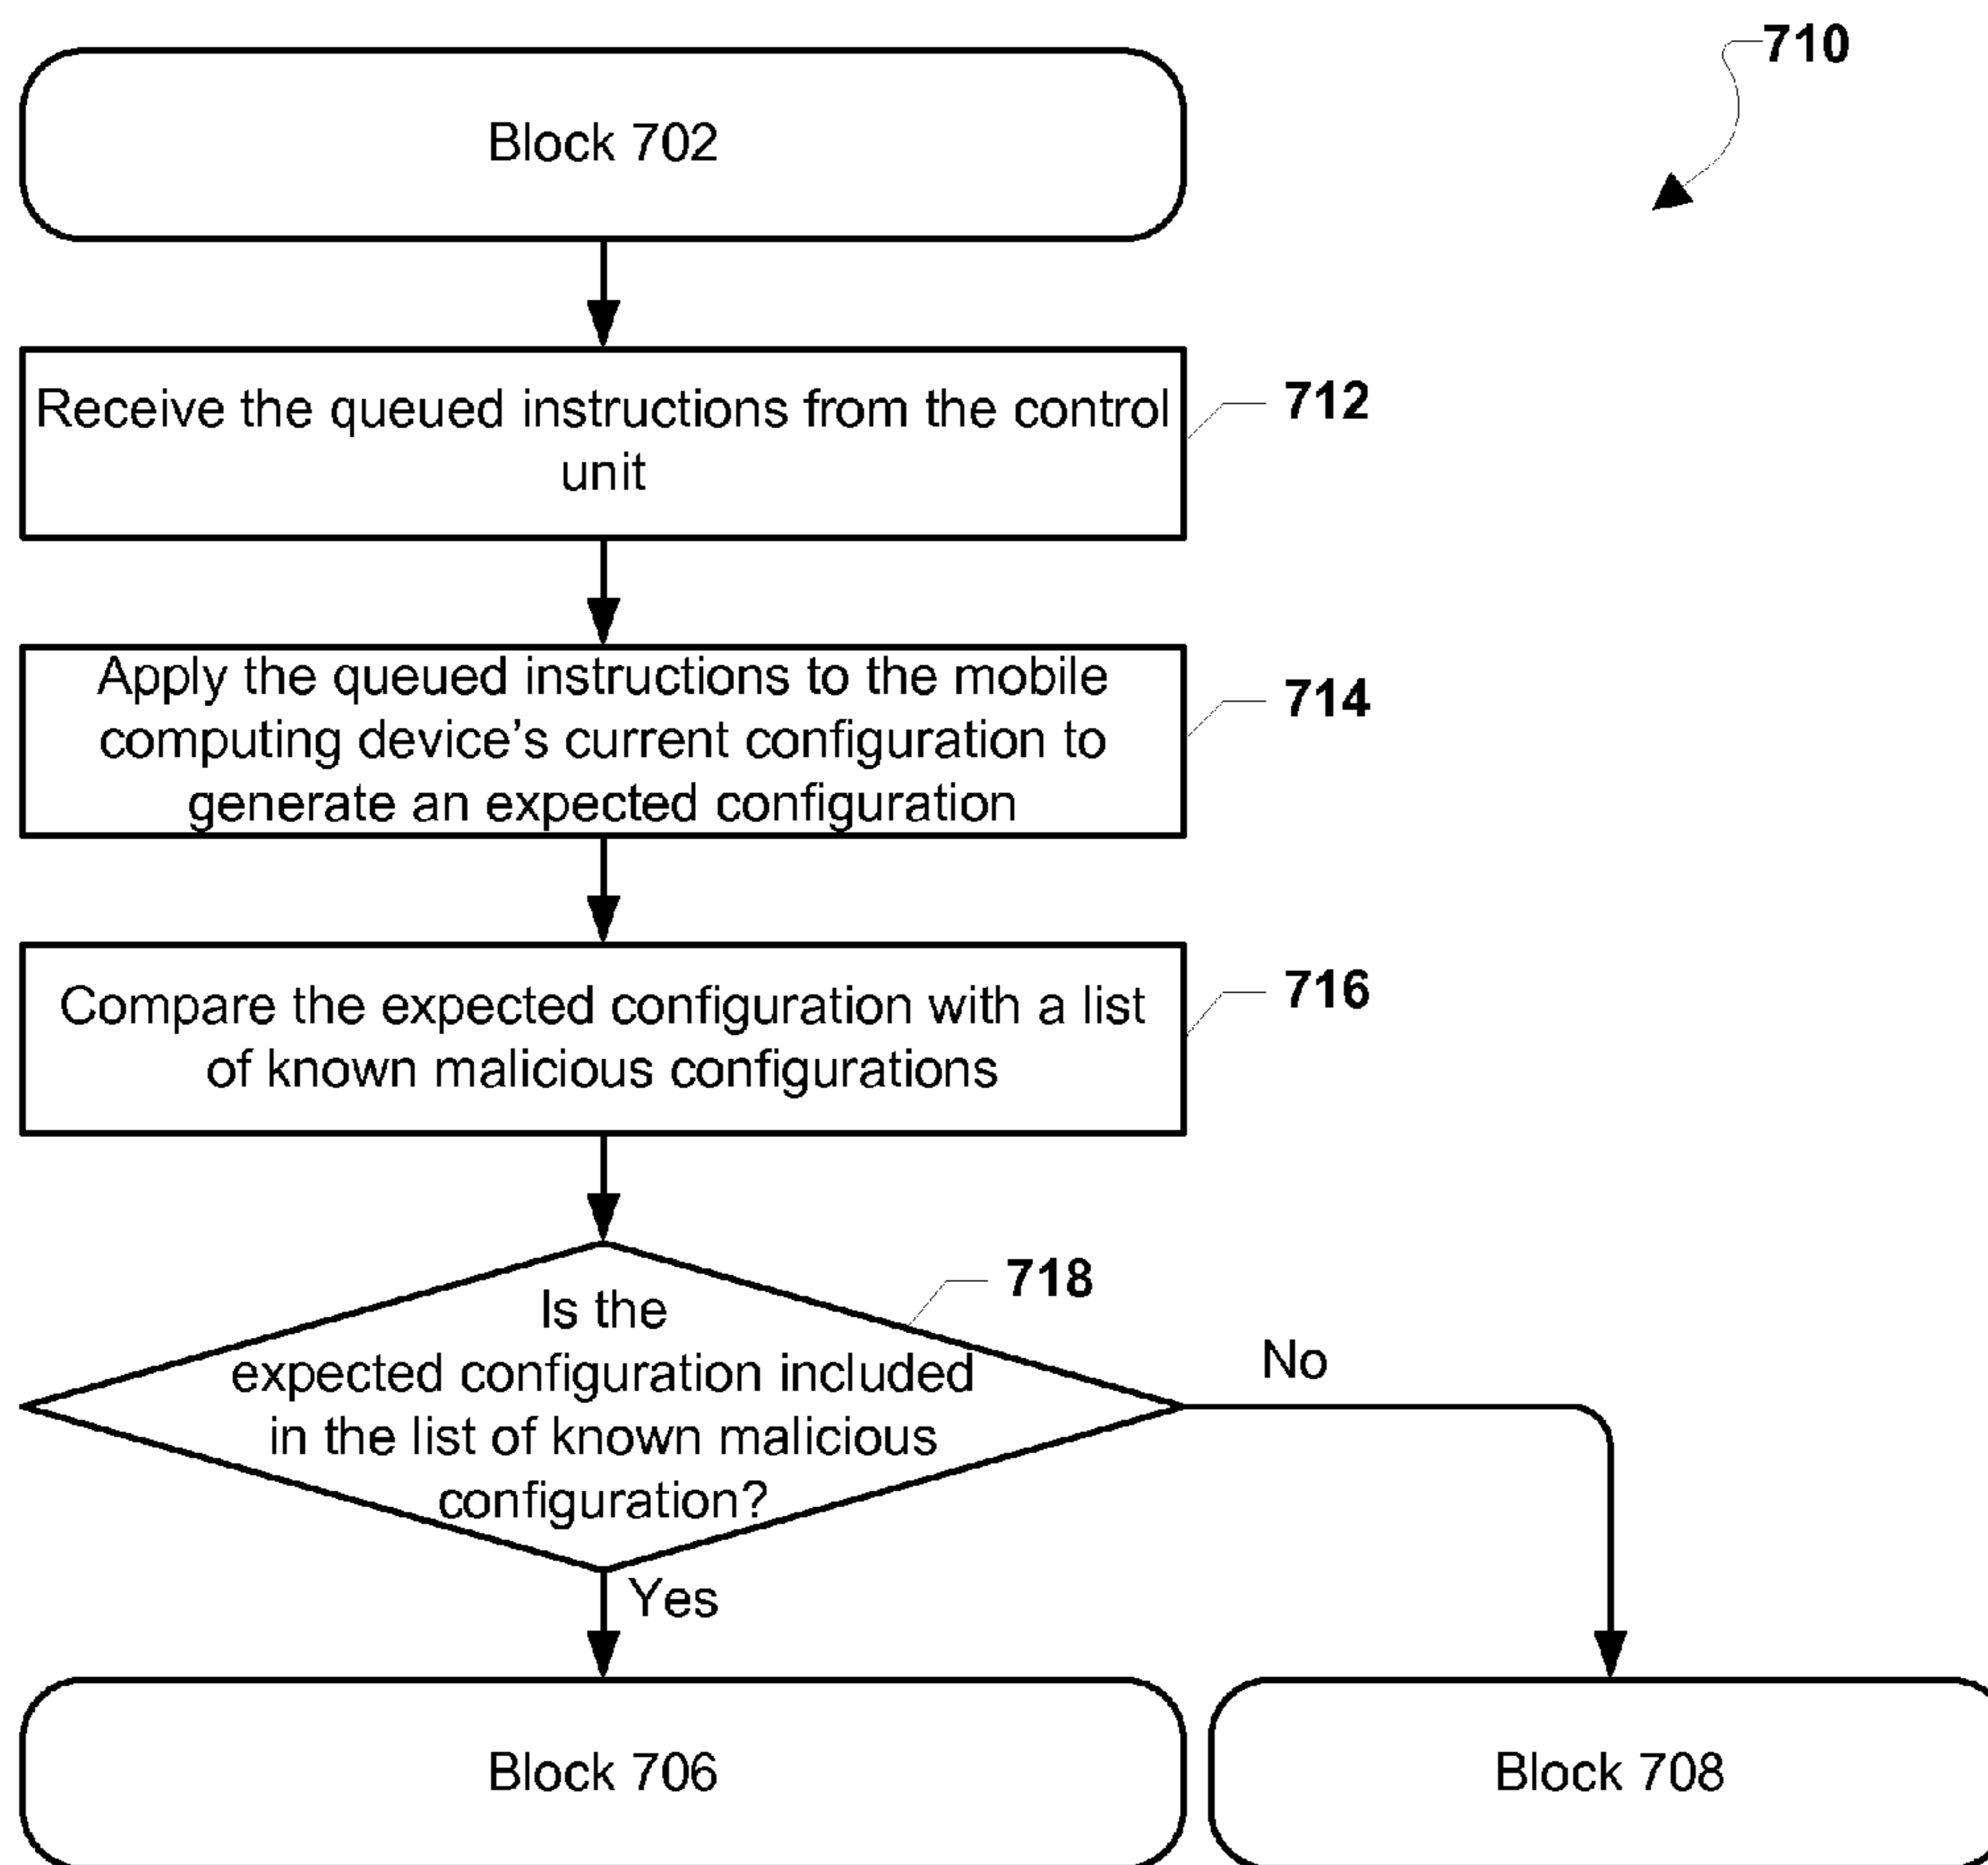 710
Block 702
Receive the queued instructions from the control
unit
712
Apply the queued instructions to the mobile
computing device's current configuration to
generate an expected configuration
714
Compare the expected configuration with a list
of known malicious configurations
716
Is the
expected configuration included
in the list of known malicious
configuration?
718
No
Yes
Block 706
Block 708